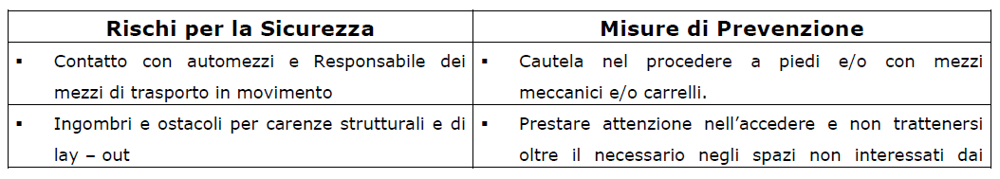 Rischi per la Sicurezza
Misure di Prevenzione
▪ Contatto con automezzi e Responsabile dei
mezzi di trasporto in movimento
▪ Cautela nel procedere a piedi e/o con mezzi
meccanici e/o carrelli.
▪ Ingombri e ostacoli per carenze strutturali e di
lay – out
▪ Prestare attenzione nell’accedere e non trattenersi
oltre il necessario negli spazi non interessati dai